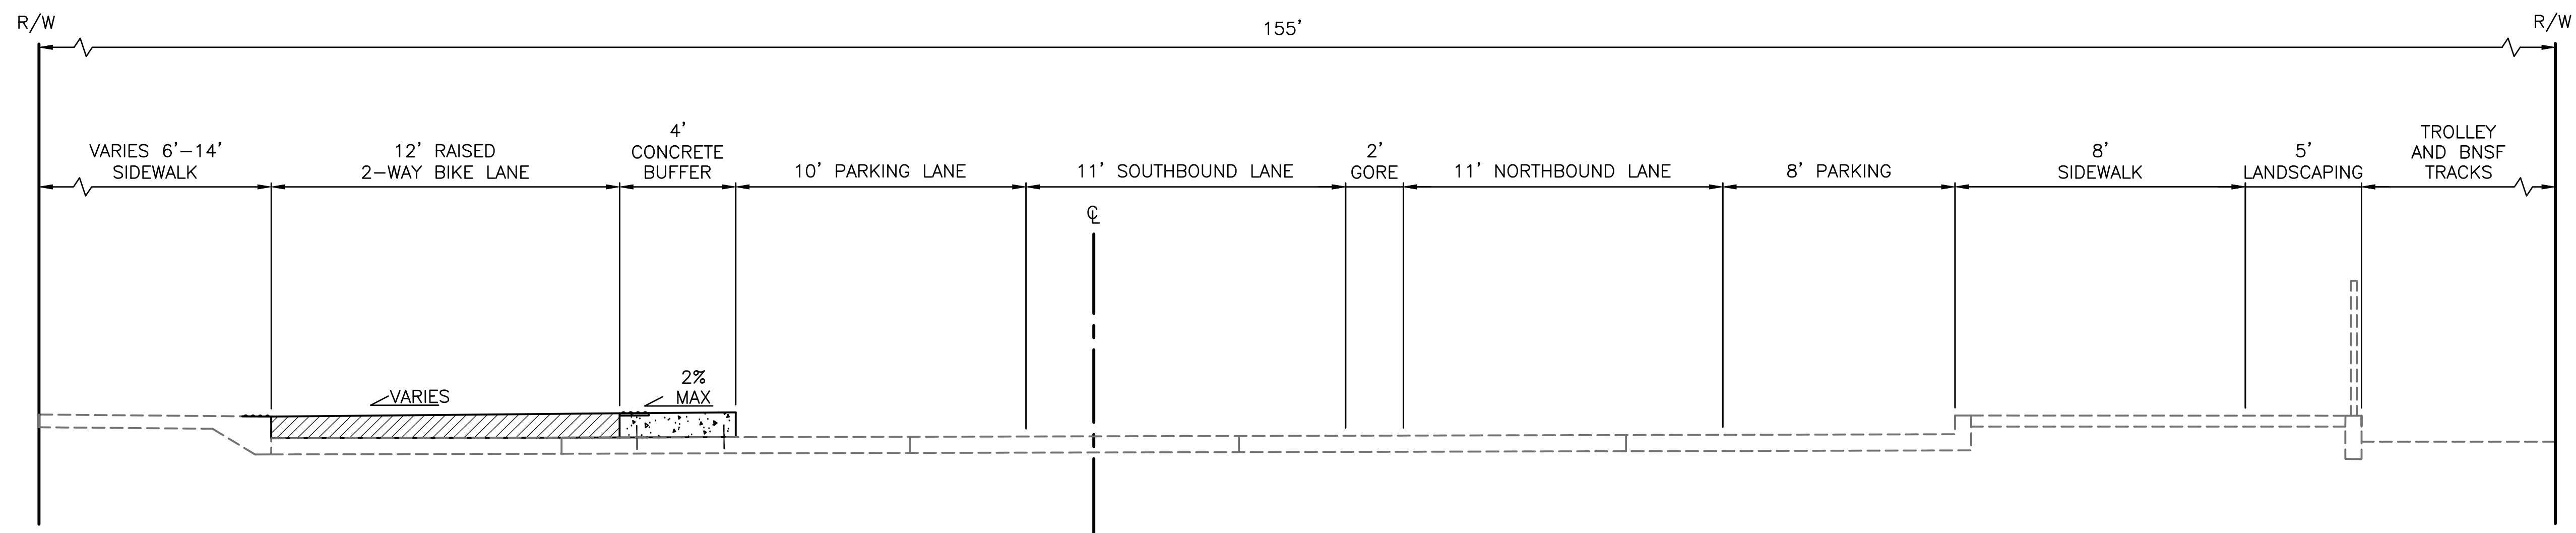 R/W
155'
R/W
VARIES 6'-14'
SIDEWALK
12' RAISED
2-WAY BIKE LANE
4'
CONCRETE
BUFFER
10' PARKING LANE
11' SOUTHBOUND LANE
2'
GORE
11' NORTHBOUND LANE
8' PARKING
8'
SIDEWALK
5'
LANDSCAPING
TROLLEY
AND BNSF
TRACKS
℄
VARIES
2%
MAX